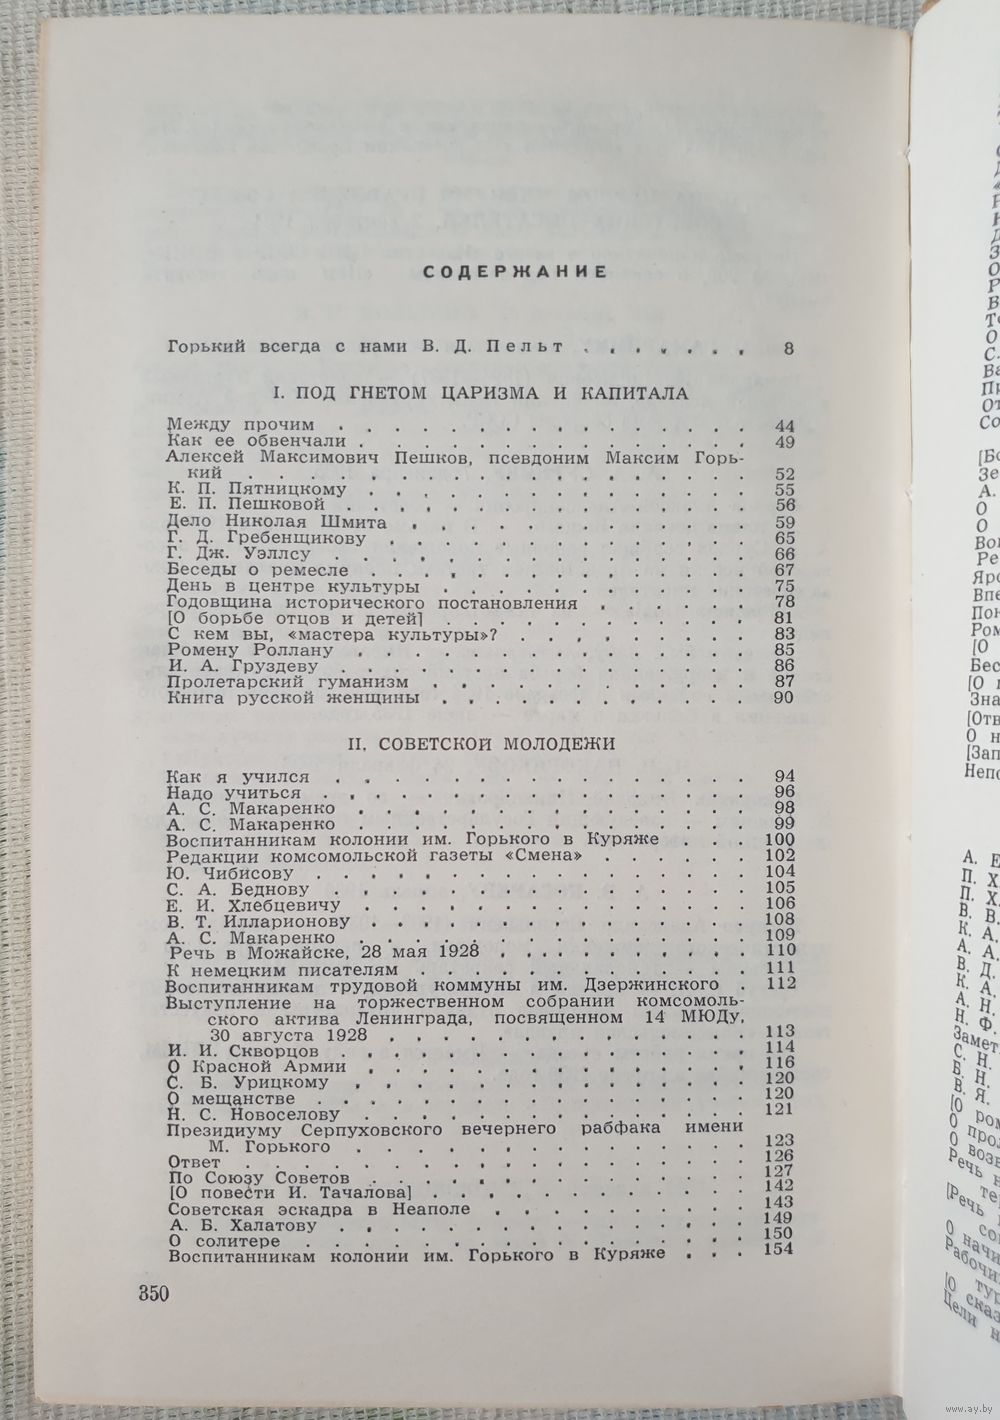 СОДЕРЖАНИЕ
Горький всегда с нами В. Д. Пельт . . . . . . . 8
I. ПОД ГНЕТОМ ЦАРИЗМА И КАПИТАЛА
Между прочим . . . . . . . . . . . . . . . . 44
Как ее обвенчали . . . . . . . . . . . . . . . 49
Алексей Максимович Пешков, псевдоним Максим Горь-
кий . . . . . . . . . . . . . . . . . . . 52
К. П. Пятницкому . . . . . . . . . . . . . . 55
Е. П. Пешковой . . . . . . . . . . . . . . . 56
Дело Николая Шмита . . . . . . . . . . . . . 59
Г. Д. Гребенщикову . . . . . . . . . . . . . 65
Г. Дж. Уэллсу . . . . . . . . . . . . . . . 66
Беседы о ремесле . . . . . . . . . . . . . . 67
День в центре культуры . . . . . . . . . . . 75
Годовщина исторического постановления . . . . . . 78
[О борьбе отцов и детей] . . . . . . . . . . . 81
С кем вы, «мастера культуры»? . . . . . . . . . 83
Ромену Роллану . . . . . . . . . . . . . . . 85
И. А. Груздеву . . . . . . . . . . . . . . . 86
Пролетарский гуманизм . . . . . . . . . . . . 87
Книга русской женщины . . . . . . . . . . . 90
II. СОВЕТСКОЙ МОЛОДЕЖИ
Как я учился . . . . . . . . . . . . . . . . 94
Надо учиться . . . . . . . . . . . . . . . . 96
А. С. Макаренко . . . . . . . . . . . . . . . 98
А. С. Макаренко . . . . . . . . . . . . . . . 99
Воспитанникам колонии им. Горького в Куряже . . . 100
Редакции комсомольской газеты «Смена» . . . . . . 102
Ю. Чибисову . . . . . . . . . . . . . . . . 104
С. А. Беднову . . . . . . . . . . . . . . . 105
Е. И. Хлебцевичу . . . . . . . . . . . . . . 106
В. Т. Илларионову . . . . . . . . . . . . . . 108
А. С. Макаренко . . . . . . . . . . . . . . . 109
Речь в Можайске, 28 мая 1928 . . . . . . . . . 110
К немецким писателям . . . . . . . . . . . . 111
Воспитанникам трудовой коммуны им. Дзержинского . 112
Выступление на торжественном собрании комсомоль-
ского актива Ленинграда, посвященном 14 МЮДу,
30 августа 1928 . . . . . . . . . . . . . . 113
И. И. Скворцов . . . . . . . . . . . . . . . 114
О Красной Армии . . . . . . . . . . . . . . 116
С. Б. Урицкому . . . . . . . . . . . . . . . 120
О мещанстве . . . . . . . . . . . . . . . . 120
Н. С. Новоселову . . . . . . . . . . . . . . 121
Президиуму Серпуховского вечернего рабфака имени
М. Горького . . . . . . . . . . . . . . . 123
Ответ . . . . . . . . . . . . . . . . . . . 126
По Союзу Советов . . . . . . . . . . . . . . 127
[О повести И. Тачалова] . . . . . . . . . . . . 142
Советская эскадра в Неаполе . . . . . . . . . . 143
А. Б. Халатову . . . . . . . . . . . . . . . 149
О солитере . . . . . . . . . . . . . . . . . 150
Воспитанникам колонии им. Горького в Куряже . . . 154
350
www.ay.by